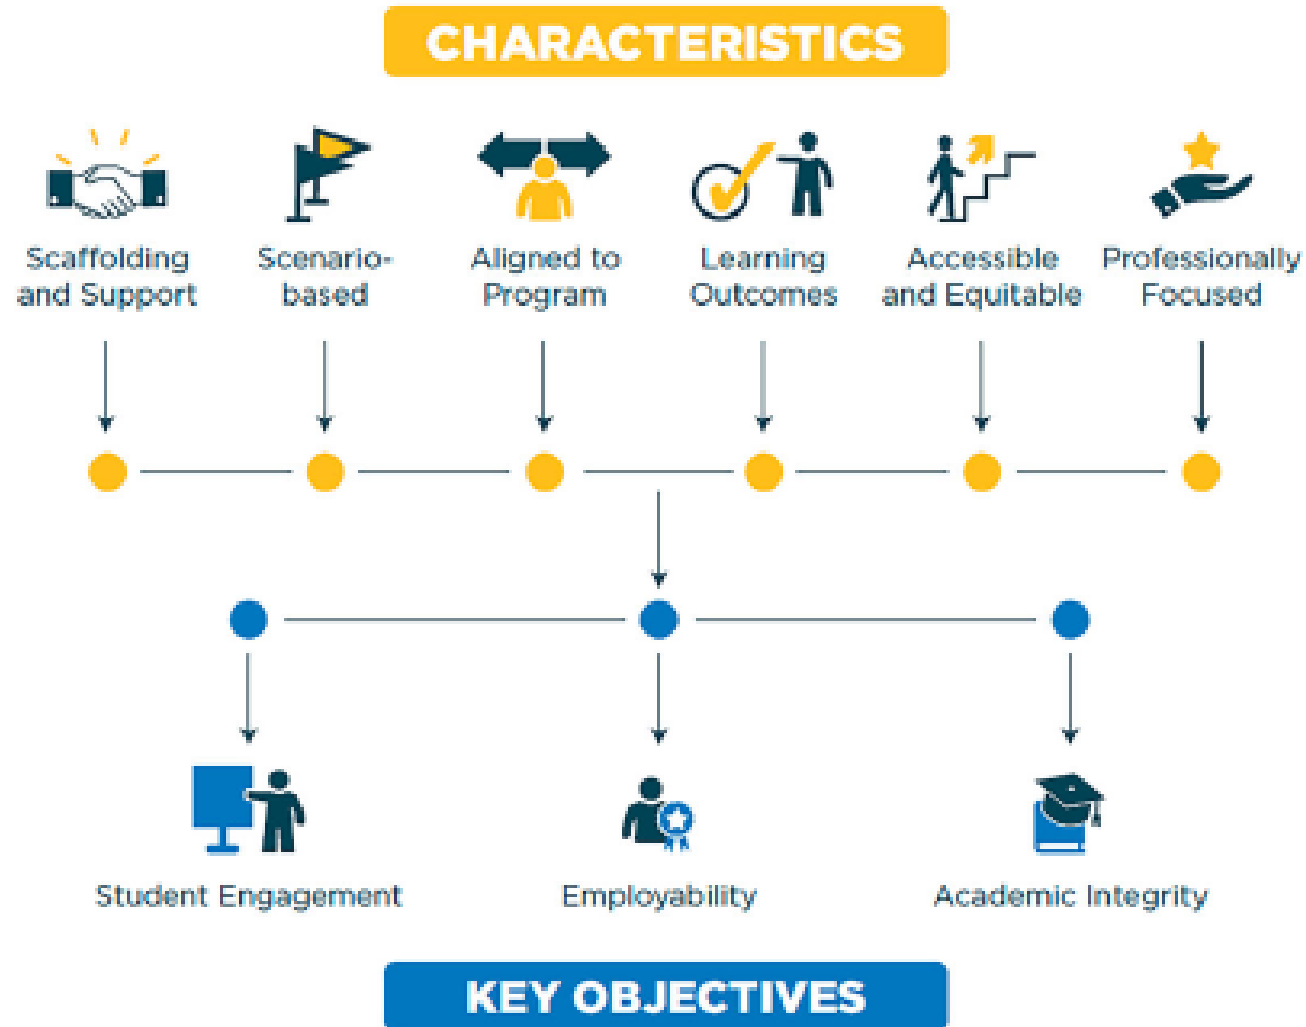 CHARACTERISTICS
Scaffolding
and Support
Scenario-
based
Aligned to
Program
Learning
Outcomes
Accessible
and Equitable
Professionally
Focused
Student Engagement
Employability
Academic Integrity
KEY OBJECTIVES